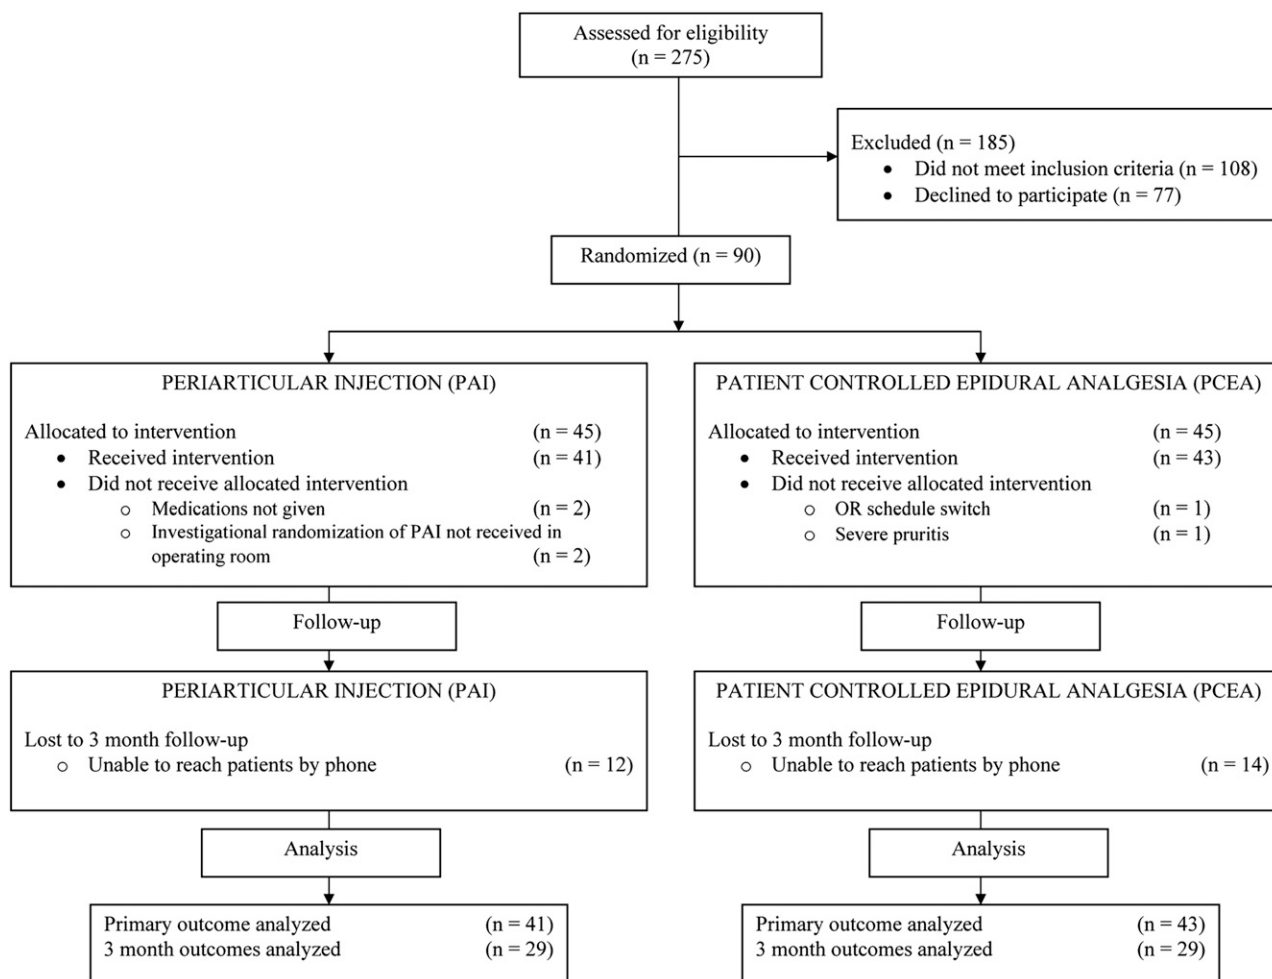 Assessed for eligibility
(n = 275)
Excluded (n = 185)
• Did not meet inclusion criteria (n = 108)
• Declined to participate (n = 77)
Randomized (n = 90)
PERIARTICULAR INJECTION (PAI)
Allocated to intervention (n = 45)
• Received intervention (n = 41)
• Did not receive allocated intervention
o Medications not given (n = 2)
o Investigational randomization of PAI not received in
operating room (n = 2)
PATIENT CONTROLLED EPIDURAL ANALGESIA (PCEA)
Allocated to intervention (n = 45)
• Received intervention (n = 43)
• Did not receive allocated intervention
o OR schedule switch (n = 1)
o Severe pruritis (n = 1)
Follow-up
Follow-up
PERIARTICULAR INJECTION (PAI)
Lost to 3 month follow-up
o Unable to reach patients by phone (n = 12)
PATIENT CONTROLLED EPIDURAL ANALGESIA (PCEA)
Lost to 3 month follow-up
o Unable to reach patients by phone (n = 14)
Analysis
Analysis
Primary outcome analyzed (n = 41)
3 month outcomes analyzed (n = 29)
Primary outcome analyzed (n = 43)
3 month outcomes analyzed (n = 29)